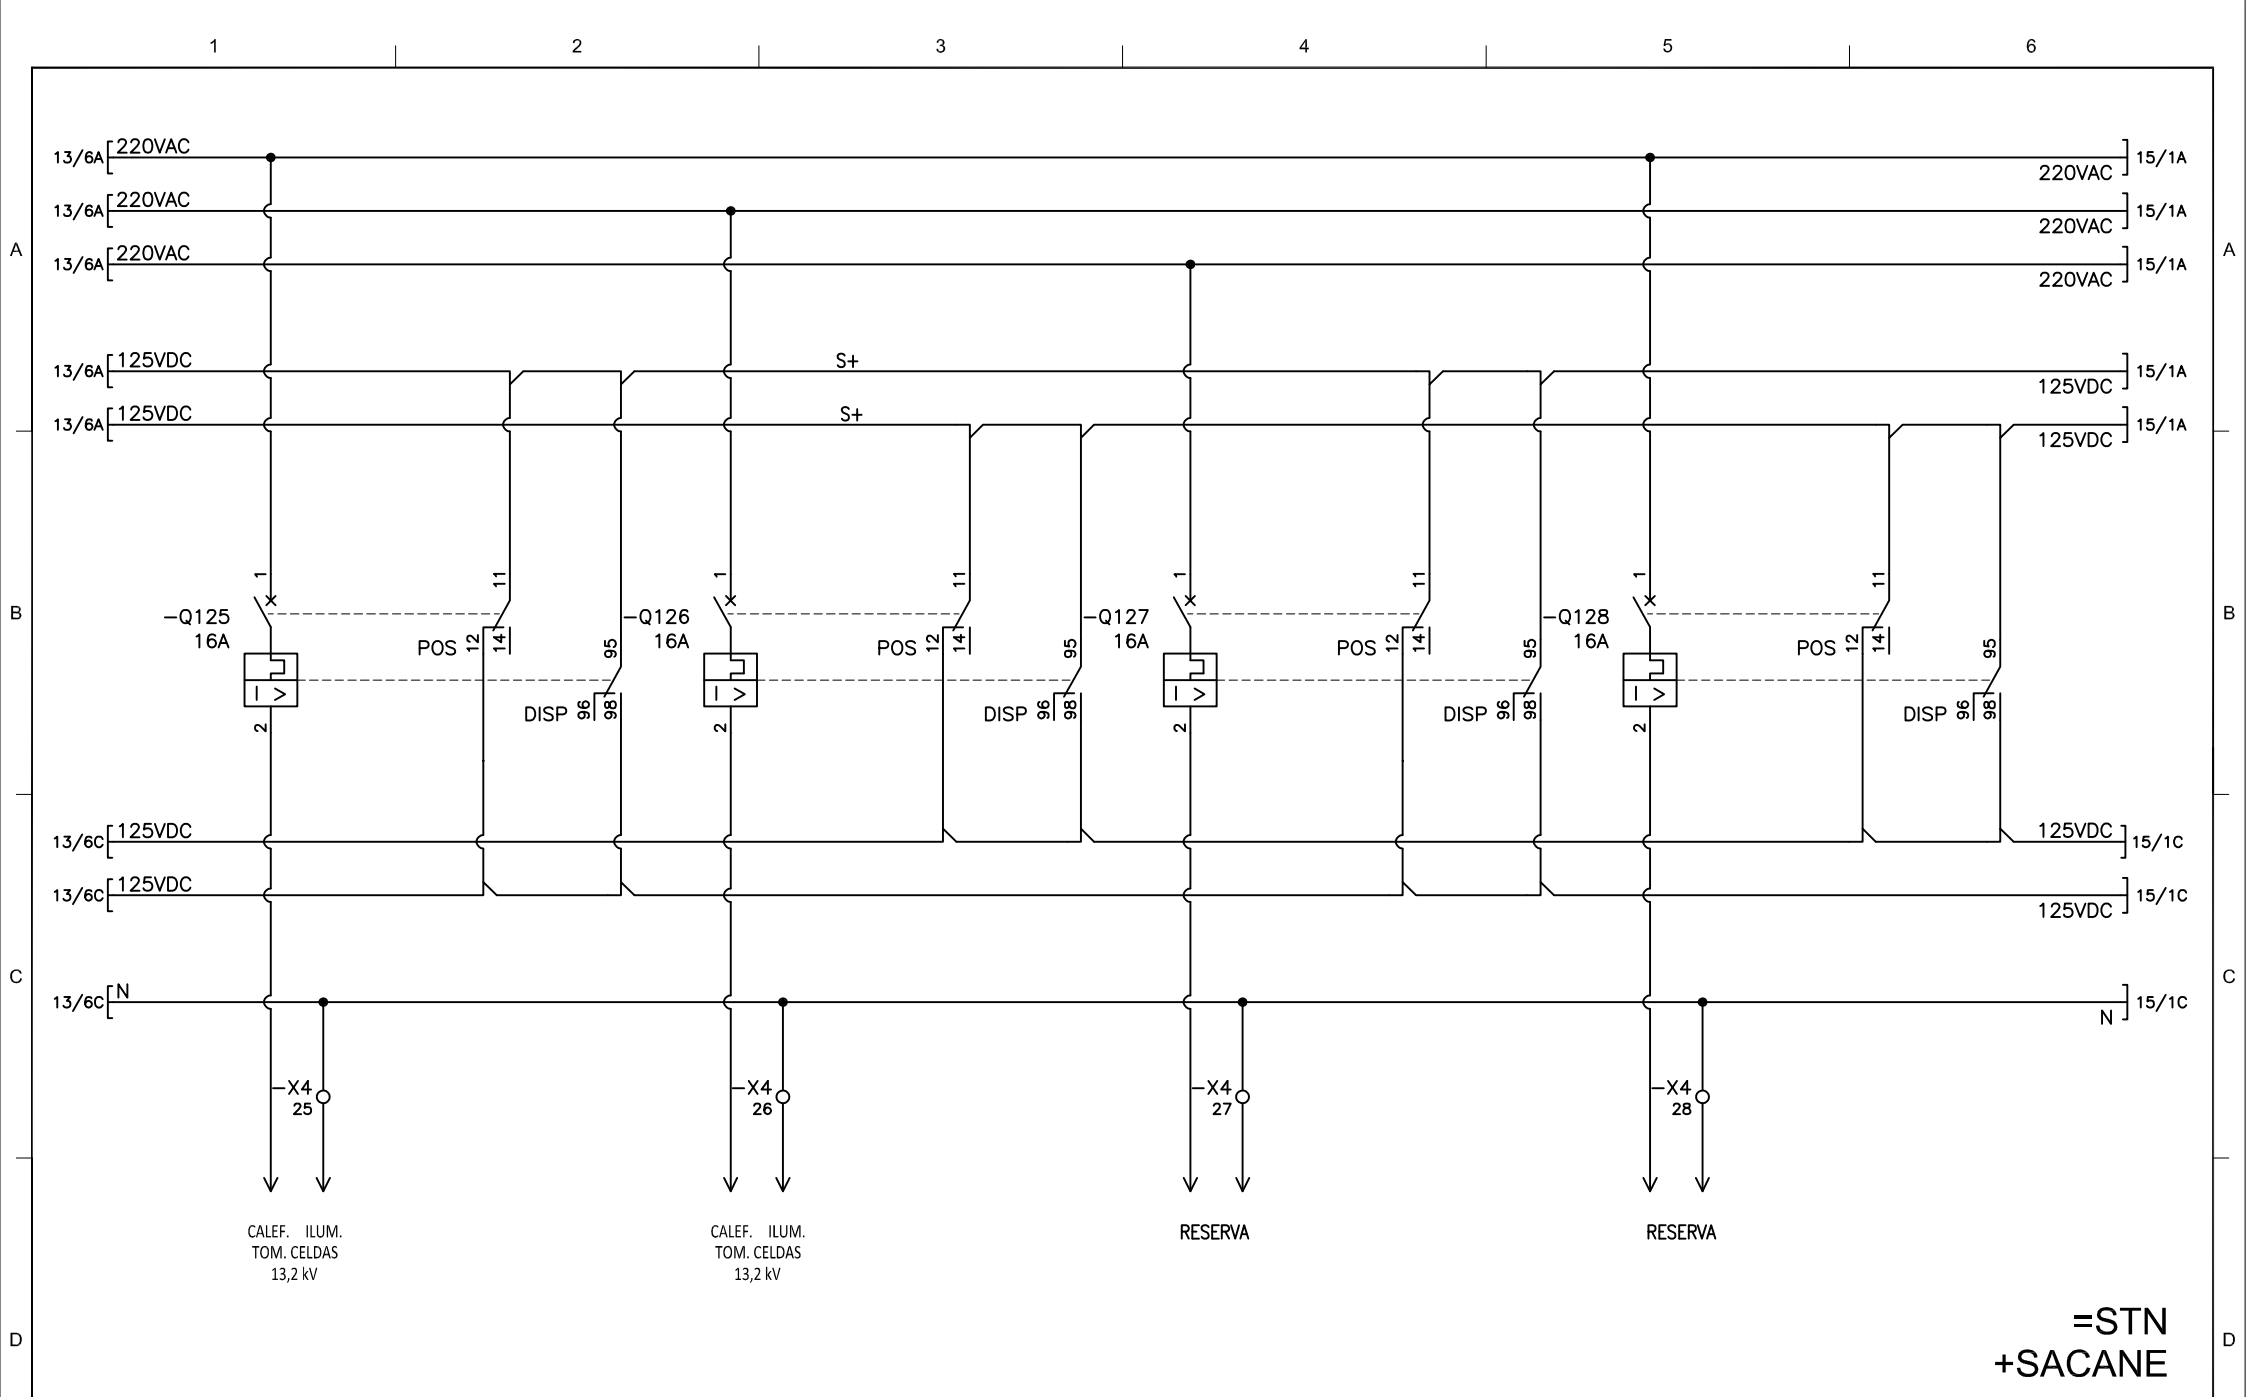 1 2 3 4 5 6
13/6A 220VAC 15/1A
220VAC
13/6A 220VAC 15/1A
220VAC
A A
13/6A 220VAC 15/1A
220VAC
13/6A 125VDC S+ 15/1A
125VDC
13/6A 125VDC S+ 15/1A
125VDC
1 11 1 11 1 11 1 11
B B
-Q125 -Q126 -Q127 -Q128
16A 16A 16A 16A
POS 12 14 95 POS 12 14 95 POS 12 14 95 POS 12 14 95
I > I > I > I >
DISP 96 98 DISP 96 98 DISP 96 98 DISP 96 98
2 2 2 2
13/6C 125VDC 125VDC 15/1C
13/6C 125VDC 15/1C
125VDC
C C
13/6C N 15/1C
N
-X4 -X4 -X4 -X4
25 26 27 28
CALEF. ILUM.
TOM. CELDAS
13,2 kV
CALEF. ILUM.
TOM. CELDAS
13,2 kV
RESERVA
RESERVA
=STN
D D
+SACANE